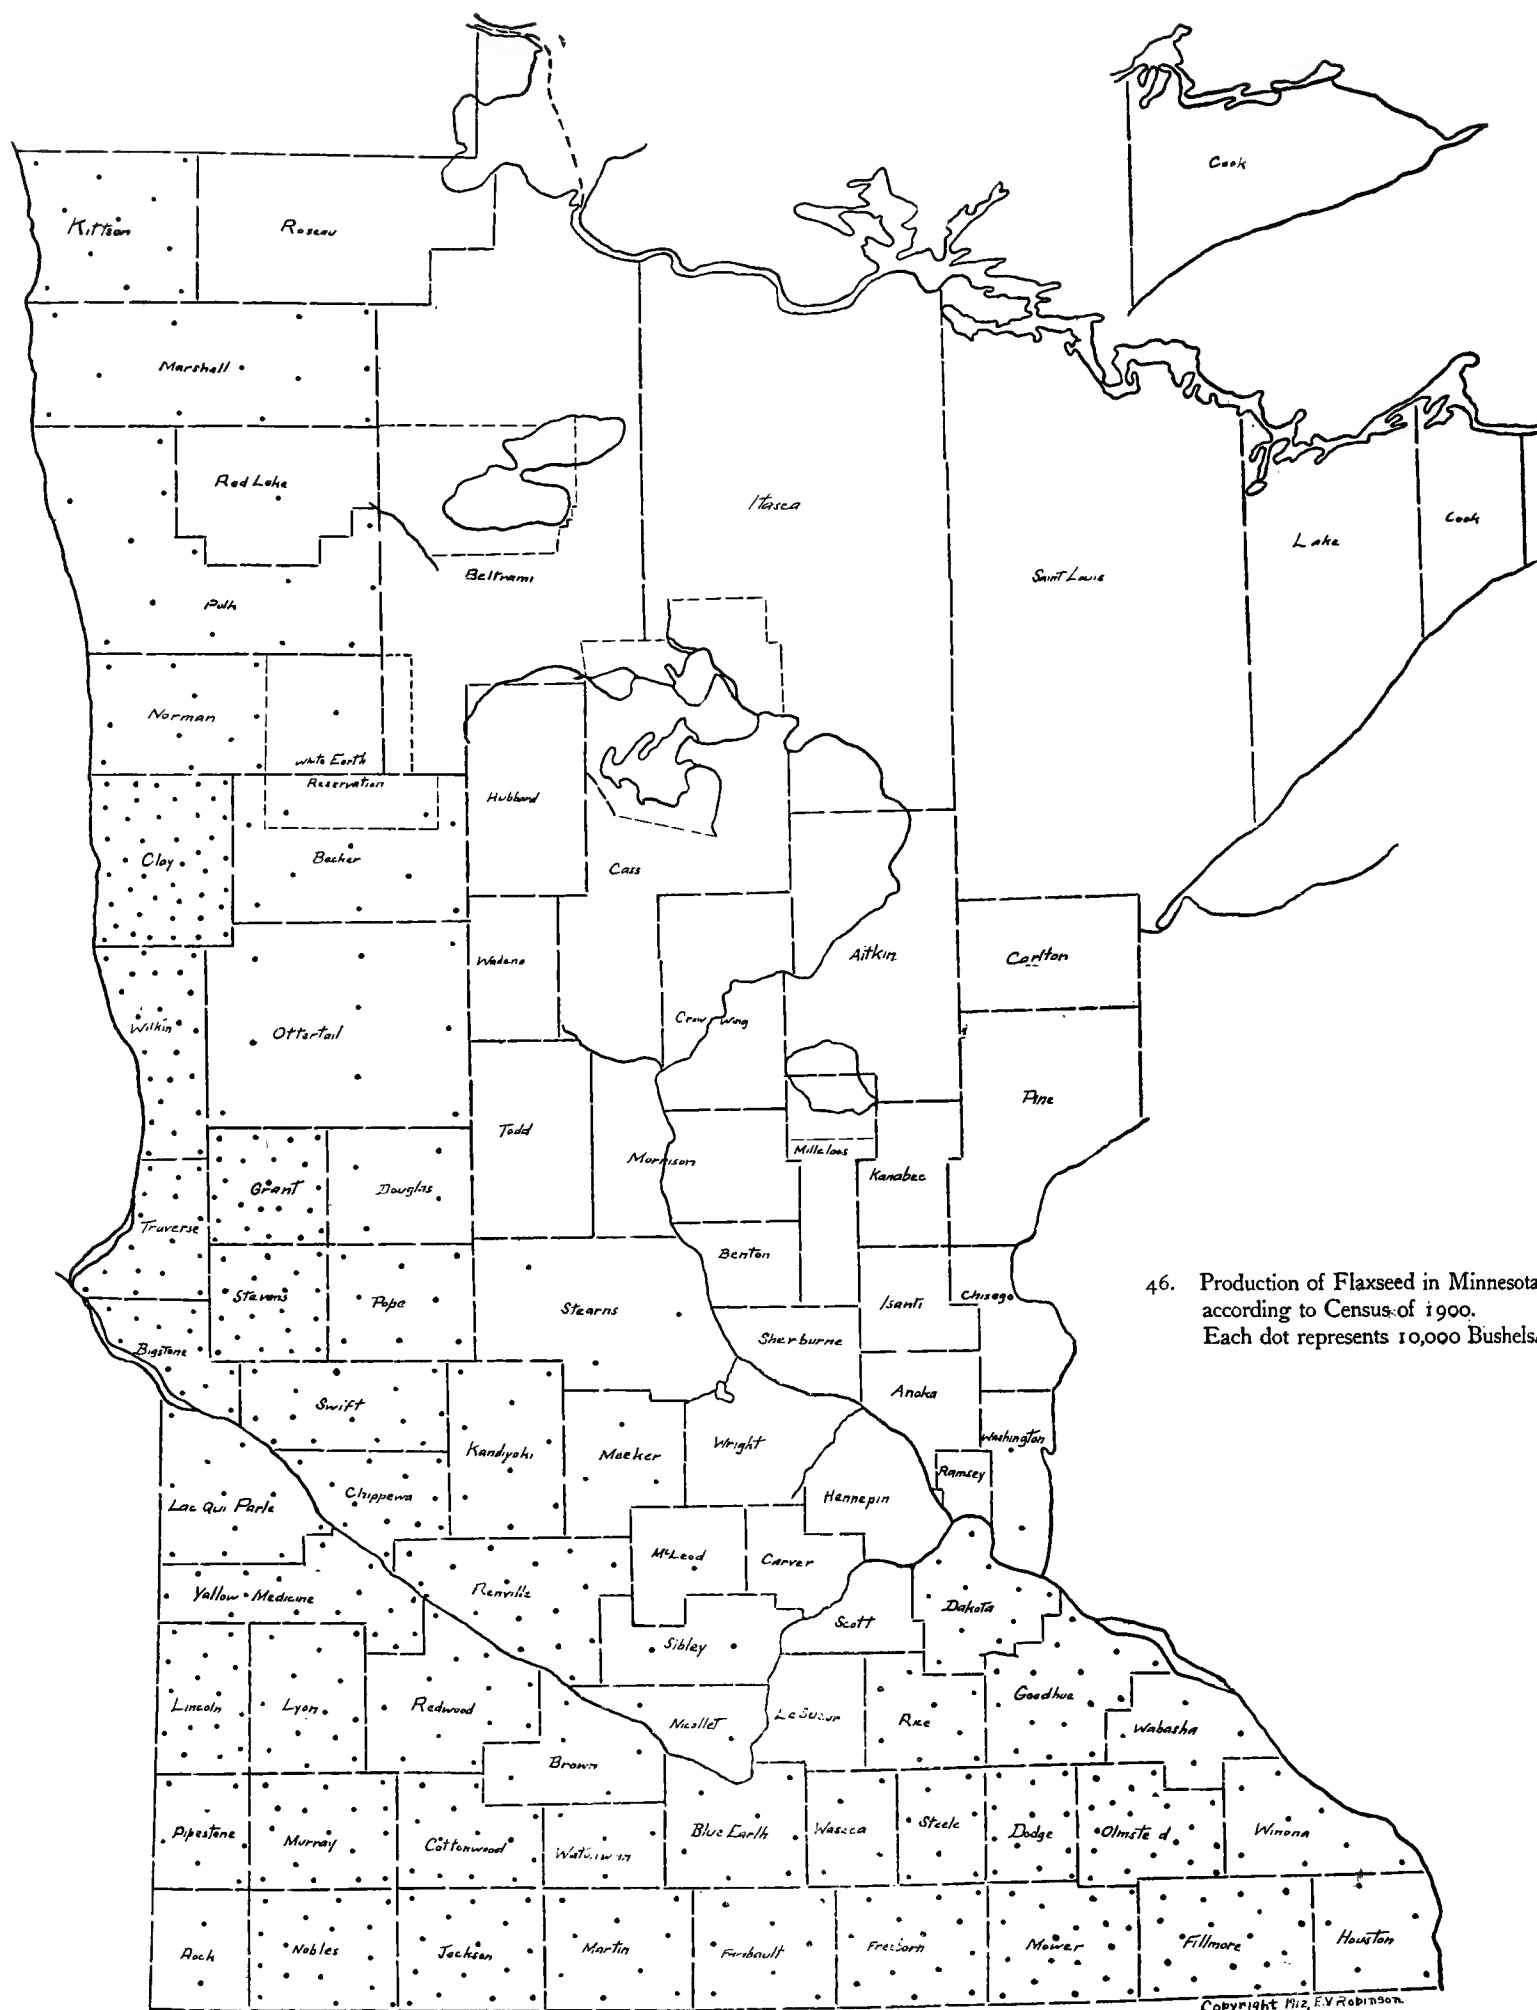 Cook
Kittson
Roseau
Marshall
Red Lake
Itasca
Cook
Lake
Beltrami
Saint Louis
Polk
Norman
White Earth
Reservation
Hubbard
Clay
Becker
Cass
Wadena
Aitkin
Carlton
Wilkin
Ottertail
Crow Wing
Pine
Todd
Millelacs
Morrison
Kanabec
Grant
Douglas
Traverse
Benton
46. Production of Flaxseed in Minnesota
according to Census of 1900.
Each dot represents 10,000 Bushels.
Stevens
Pope
Stearns
Isanti
Chisago
Sherburne
Bigstone
Anoka
Swift
Kandiyohi
Meeker
Wright
Washington
Ramsey
Lac Qui Parle
Chippewa
Hennepin
McLeod
Carver
Yellow Medicine
Renville
Dakota
Scott
Sibley
Lincoln
Lyon
Redwood
Nicollet
Le Sueur
Rice
Goodhue
Wabasha
Brown
Pipestone
Murray
Cottonwood
Watonwan
Blue Earth
Waseca
Steele
Dodge
Olmsted
Winona
Rock
Nobles
Jackson
Martin
Faribault
Freeborn
Mower
Fillmore
Houston
Copyright 1912, E.V. Robinson.